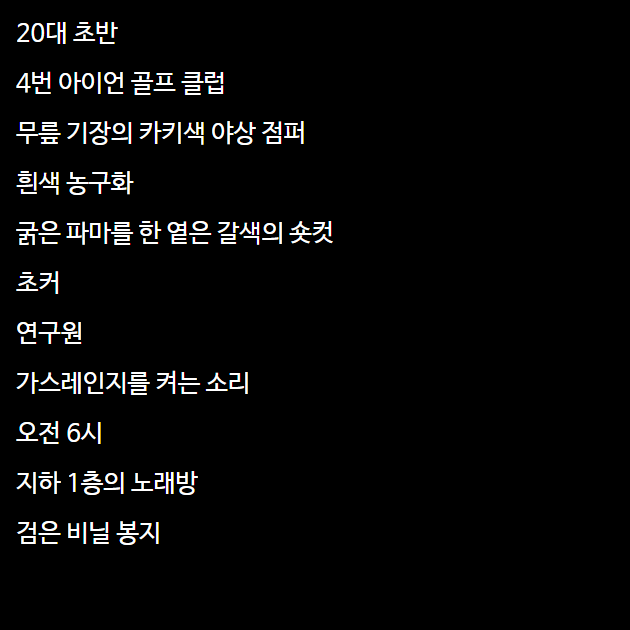 20대 초반
4번 아이언 골프 클럽
무릎 기장의 카키색 야상 점퍼
흰색 농구화
굵은 파마를 한 옅은 갈색의 숏컷
초커
연구원
가스레인지를 켜는 소리
오전 6시
지하 1층의 노래방
검은 비닐 봉지